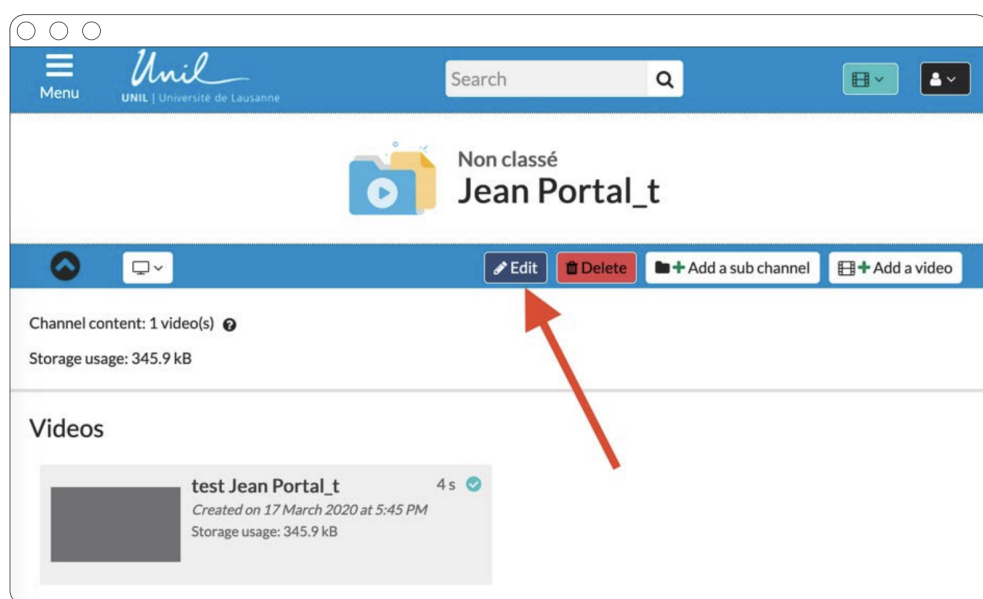 Menu
Unil
UNIL | Université de Lausanne
Search
Non classé
Jean Portal_t
Edit
Delete
Add a sub channel
Add a video
Channel content: 1 video(s)
Storage usage: 345.9 kB
Videos
test Jean Portal_t 4 s
Created on 17 March 2020 at 5:45 PM
Storage usage: 345.9 kB